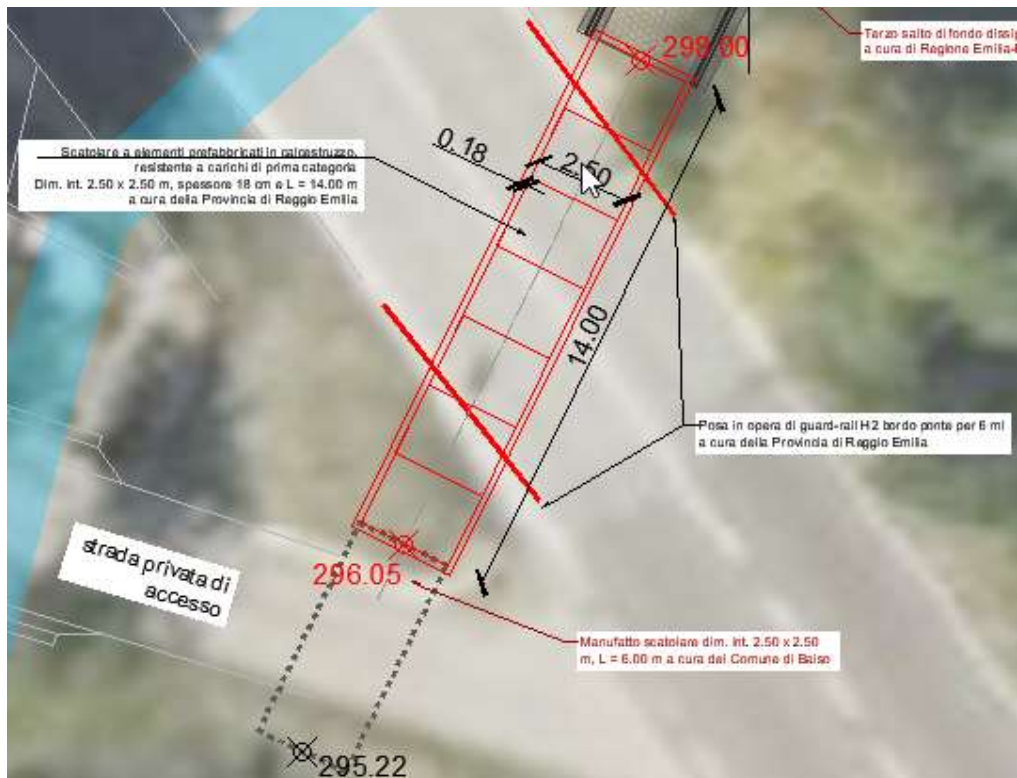 298.00
Terzo salto di fondo
a cura di Regione
Scatolare a elementi prefabbricati in calcestruzzo,
resistente a carichi di prima categoria
Dim. int. 2.50 x 2.50 m, spessore 18 cm e L = 14.00 m
a cura della Provincia di Reggio Emilia
0.18
2.50
14.00
Posa in opera di guard-rail H2 bordo ponte per 6 ml
a cura della Provincia di Reggio Emilia
strada privata di
accesso
296.05
Manufatto scatolare dim. int. 2.50 x 2.50
m, L = 6.00 m a cura del Comune di Baiso
295.22